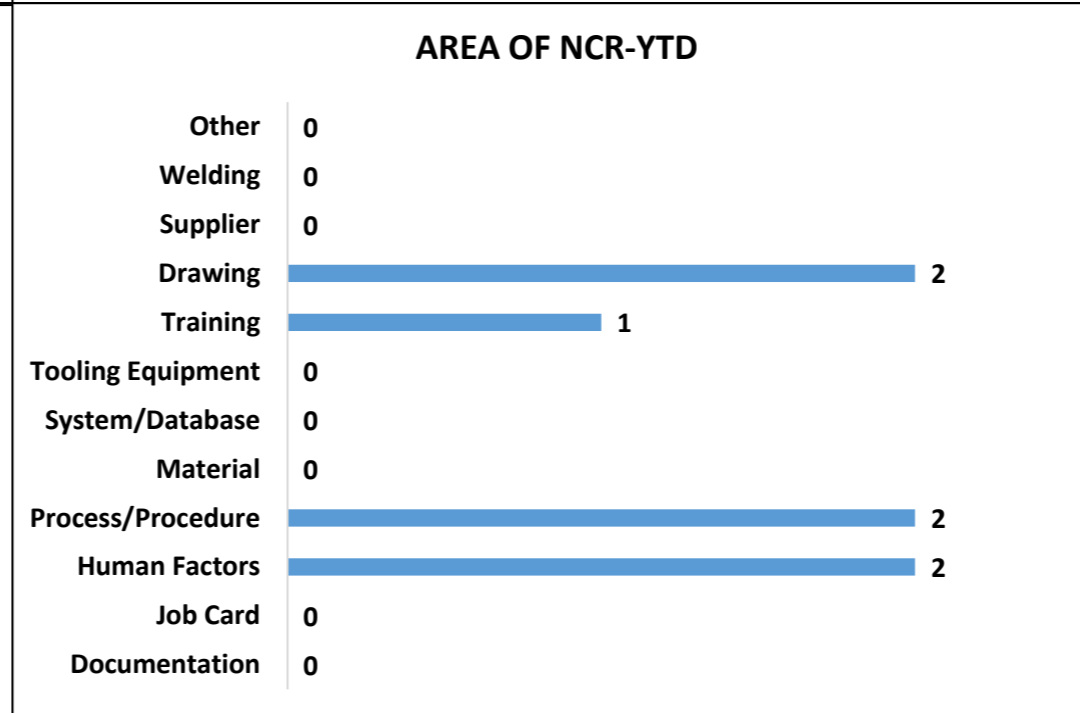 AREA OF NCR-YTD
Other 0
Welding 0
Supplier 0
Drawing 2
Training 1
Tooling Equipment 0
System/Database 0
Material 0
Process/Procedure 2
Human Factors 2
Job Card 0
Documentation 0